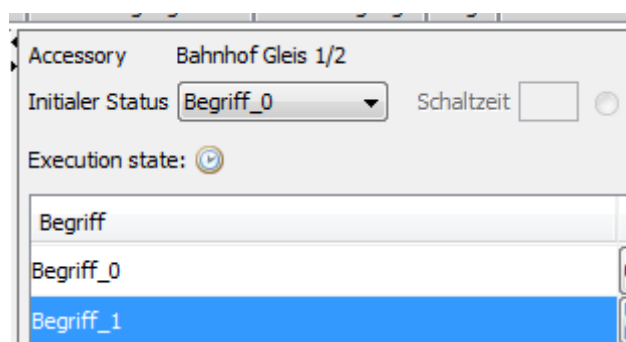 Accessory Bahnhof Gleis 1/2
Initialer Status Begriff_0 Schaltzeit
Execution state:
Begriff
Begriff_0
Begriff_1